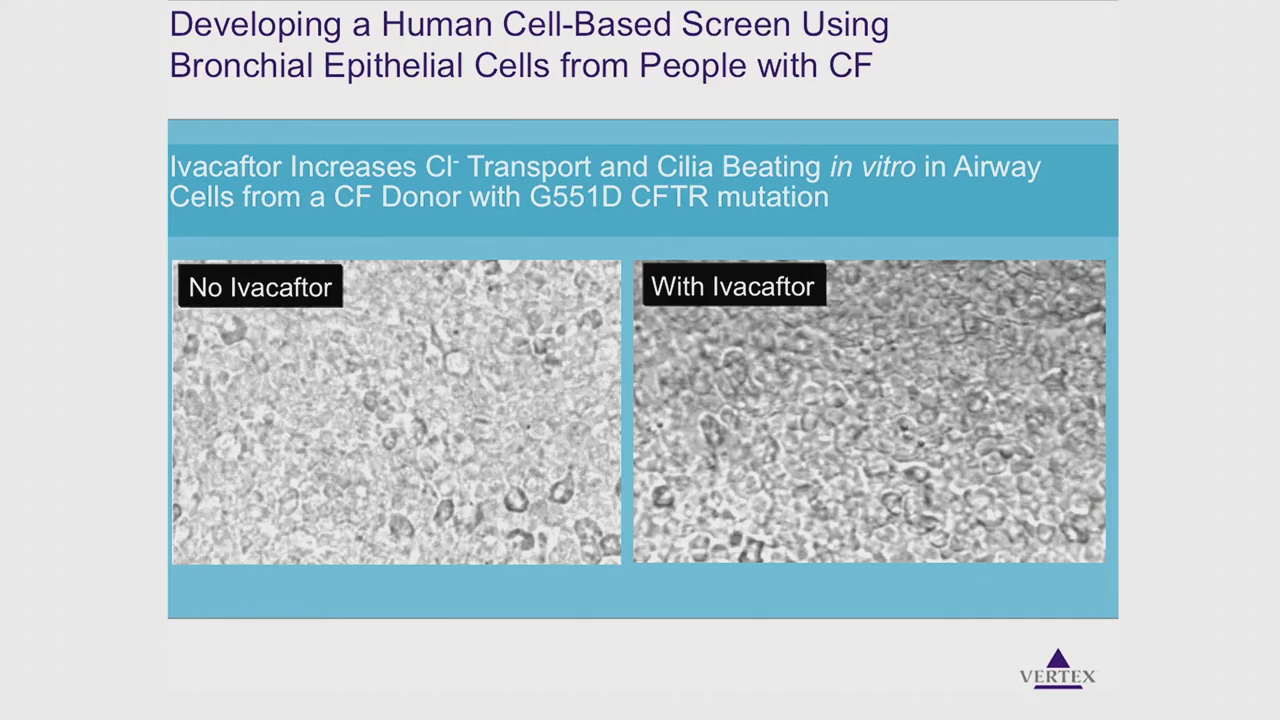 Developing a Human Cell-Based Screen Using
Bronchial Epithelial Cells from People with CF
Ivacaftor Increases Cl⁻ Transport and Cilia Beating in vitro in Airway
Cells from a CF Donor with G551D CFTR mutation
No Ivacaftor
With Ivacaftor
VERTEX